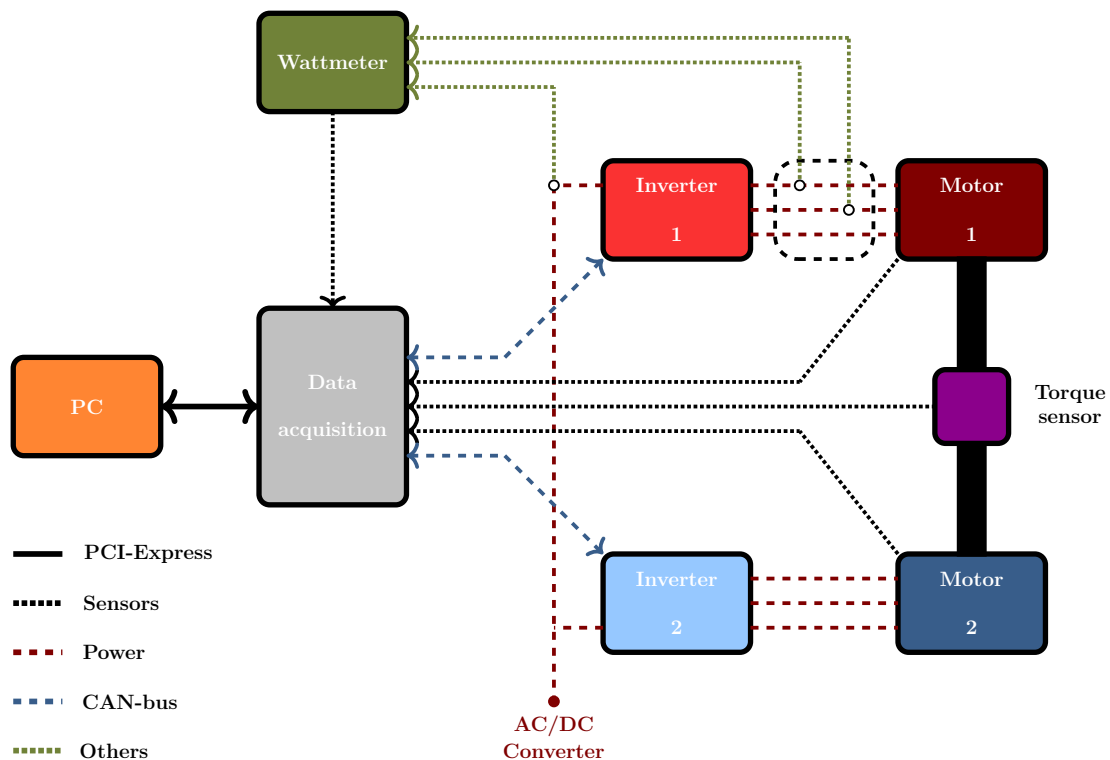 Wattmeter
Inverter
1
Motor
1
Data
acquisition
PC
Torque
sensor
Inverter
2
Motor
2
PCI-Express
Sensors
Power
CAN-bus
Others
AC/DC
Converter